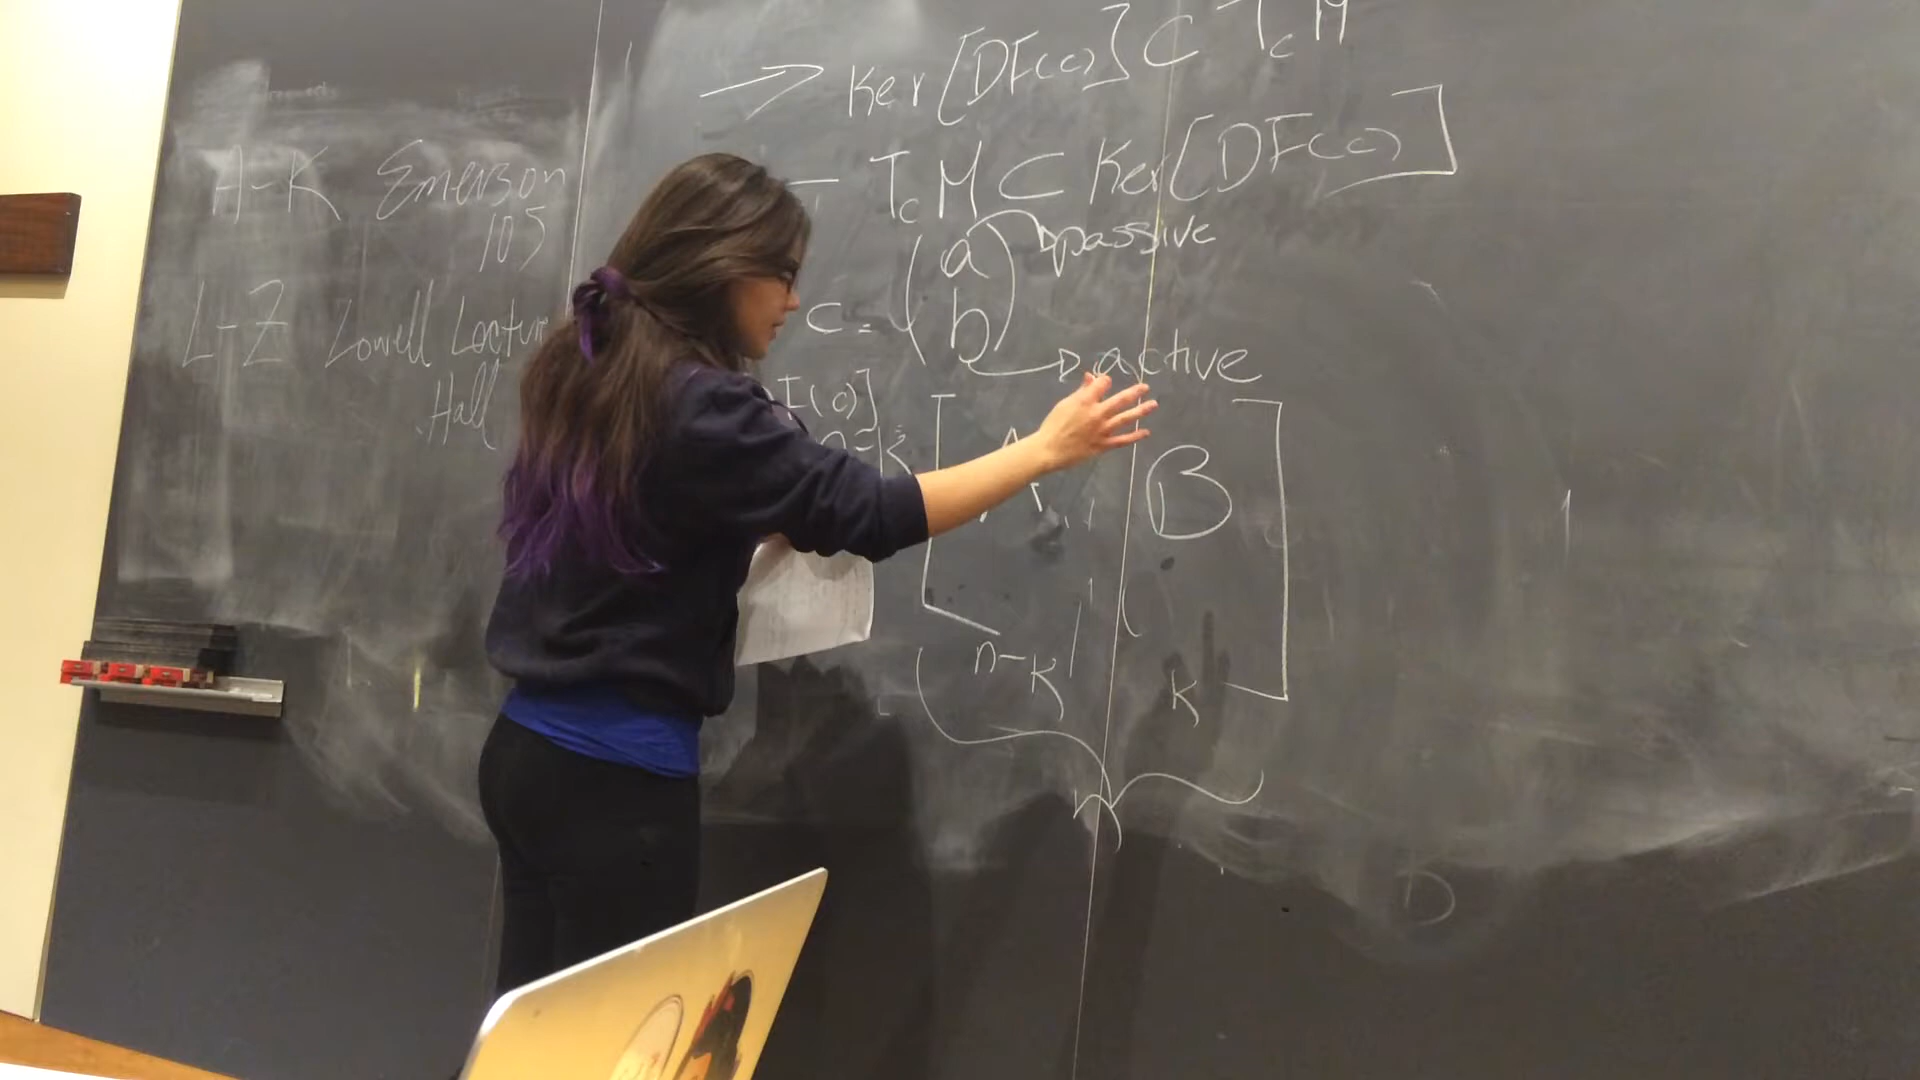 A-K Emerson
105
L-Z Lowell Lecture
Hall
→ Ker[DF(c)] ⊂ T_c M
- T_c M ⊂ Ker[DF(c)]
c = (a b)
passive
active
A B
n-k k